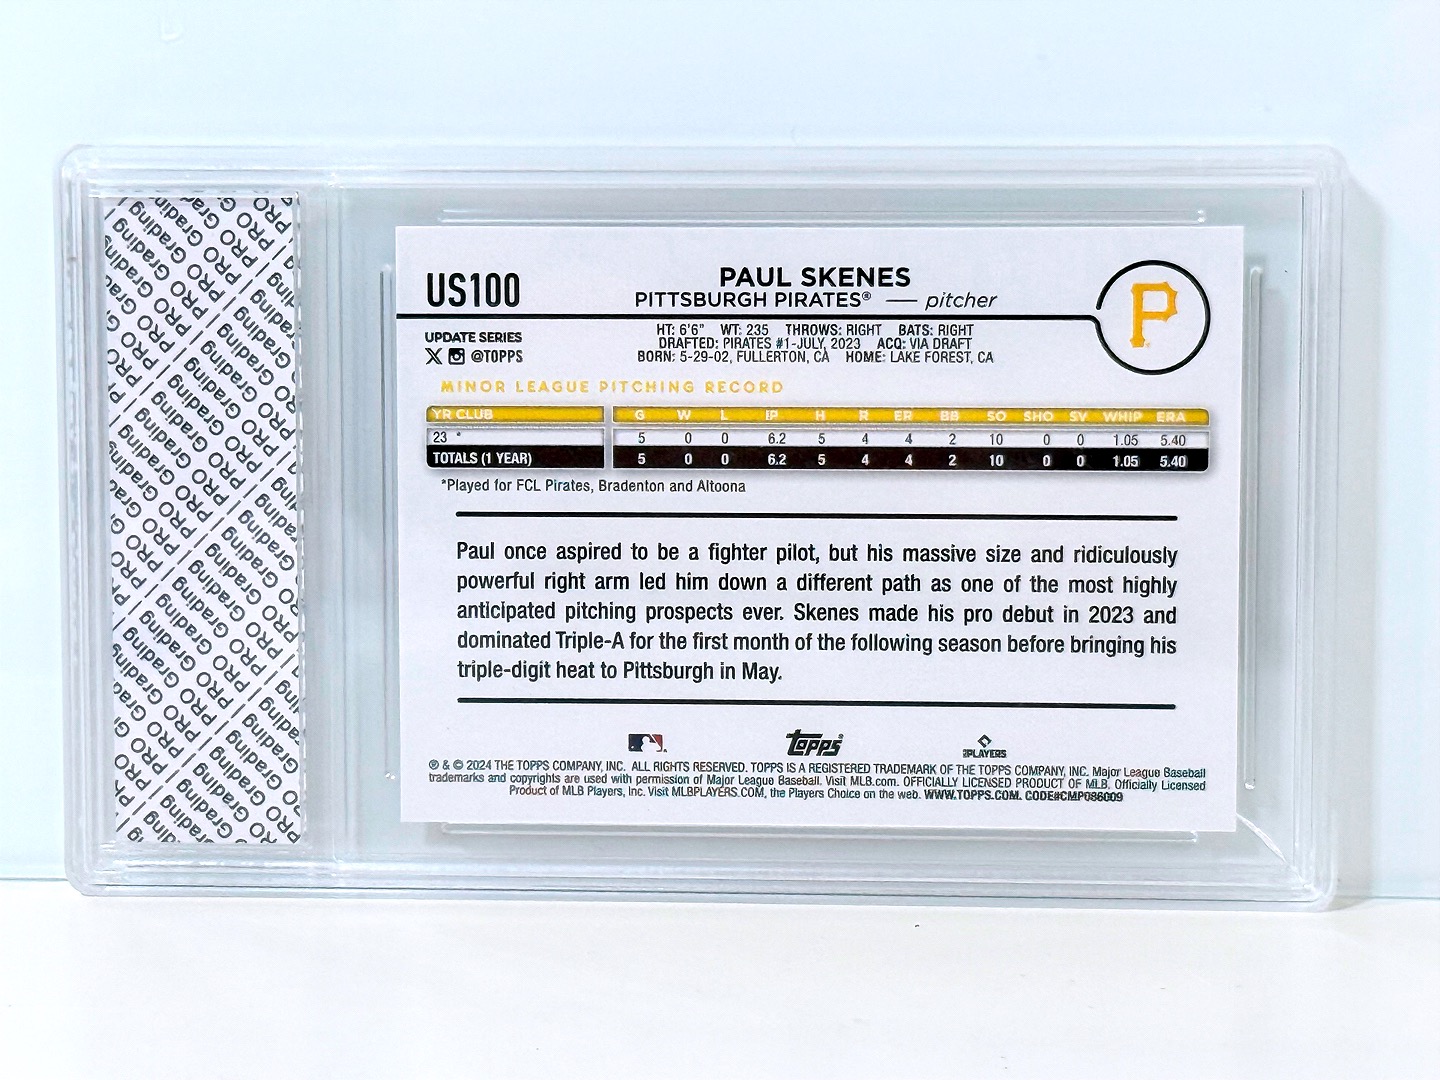 PRO Grading
US100
PAUL SKENES
PITTSBURGH PIRATES® — pitcher
P
UPDATE SERIES
@TOPPS
HT: 6'6" WT: 235 THROWS: RIGHT BATS: RIGHT
DRAFTED: PIRATES #1-JULY, 2023 ACQ: VIA DRAFT
BORN: 5-29-02, FULLERTON, CA HOME: LAKE FOREST, CA
MINOR LEAGUE PITCHING RECORD
YR CLUB G W L IP H R ER BB SO SHO SV WHIP ERA
23 * 5 0 0 6.2 5 4 4 2 10 0 0 1.05 5.40
TOTALS (1 YEAR) 5 0 0 6.2 5 4 4 2 10 0 0 1.05 5.40
*Played for FCL Pirates, Bradenton and Altoona
Paul once aspired to be a fighter pilot, but his massive size and ridiculously
powerful right arm led him down a different path as one of the most highly
anticipated pitching prospects ever. Skenes made his pro debut in 2023 and
dominated Triple-A for the first month of the following season before bringing his
triple-digit heat to Pittsburgh in May.
Topps
PLAYERS
® & © 2024 THE TOPPS COMPANY, INC. ALL RIGHTS RESERVED. TOPPS IS A REGISTERED TRADEMARK OF THE TOPPS COMPANY, INC. Major League Baseball
trademarks and copyrights are used with permission of Major League Baseball. Visit MLB.com. OFFICIALLY LICENSED PRODUCT OF MLB. Officially Licensed
Product of MLB Players, Inc. Visit MLBPLAYERS.COM, the Players Choice on the web. WWW.TOPPS.COM. CODE#CMP086009